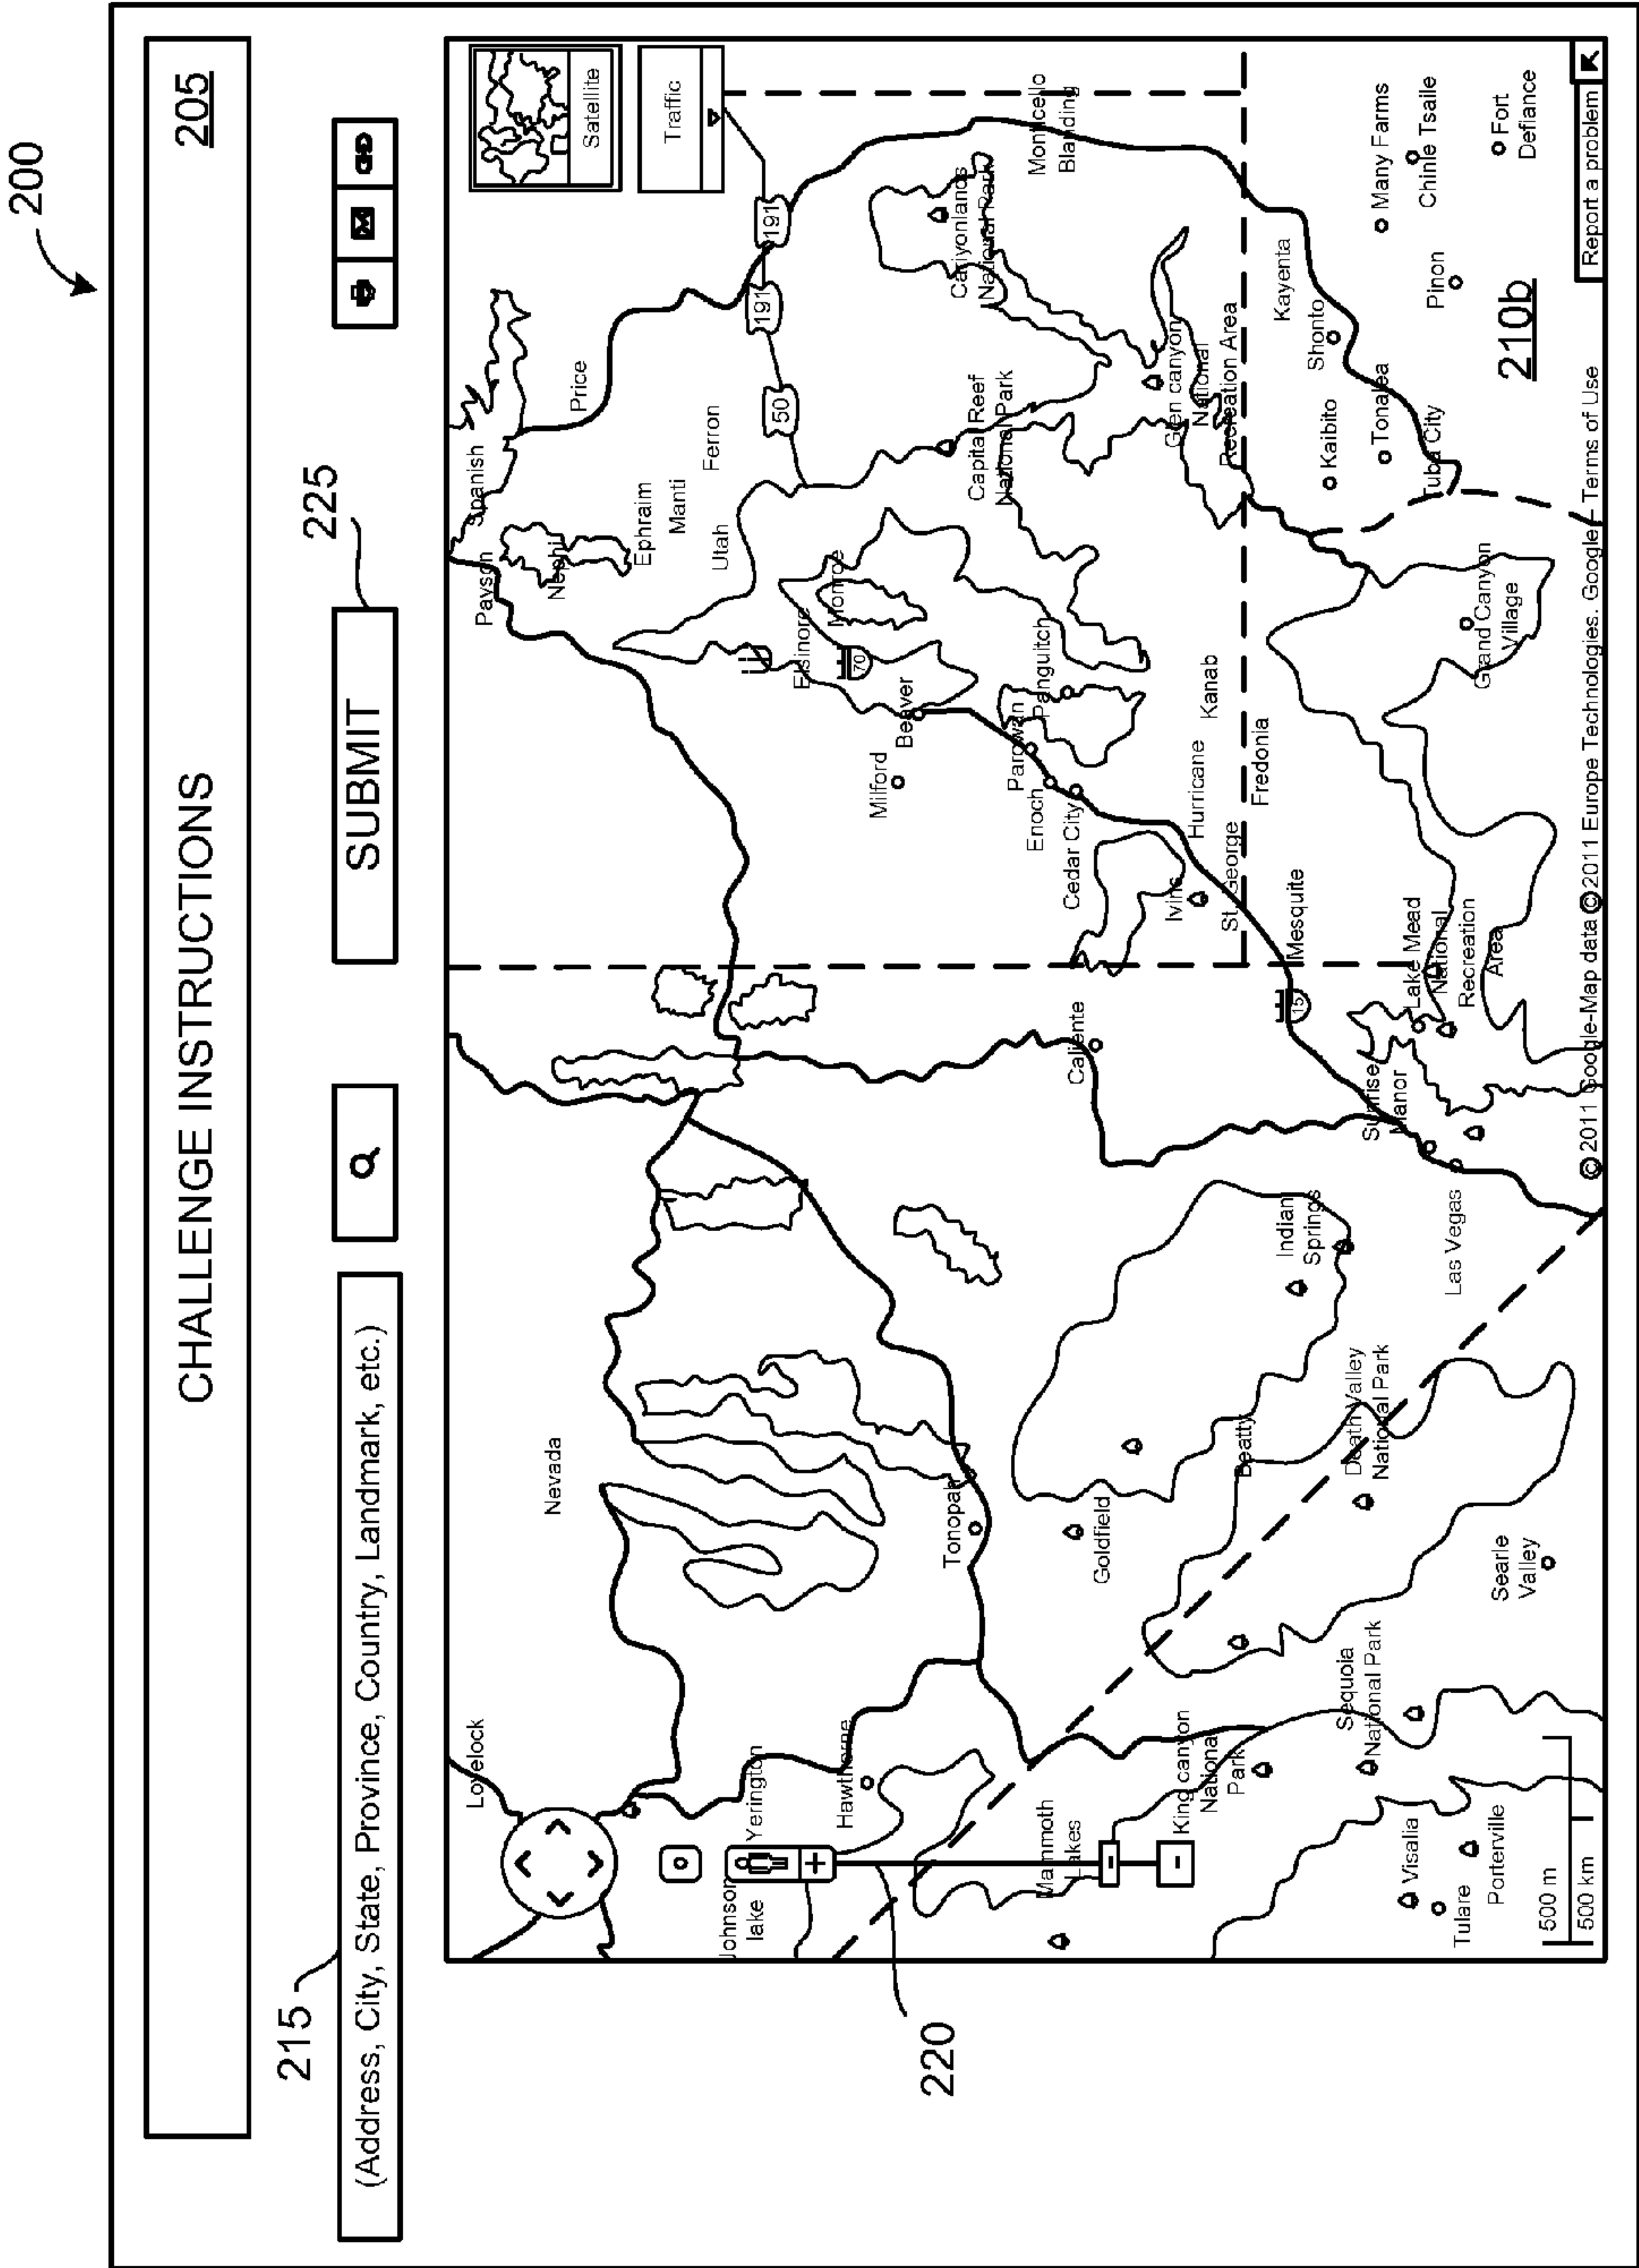 200
CHALLENGE INSTRUCTIONS
205
215
(Address, City, State, Province, Country, Landmark, etc.)
SUBMIT
225
Lovelock
Nevada
Payson
Spanish
Nephi
Price
Satellite
Ephraim
Manti
Ferron
Utah
Traffic
Johnson
lake
Yerington
191
191
50
Elsinore
Monroe
70
Hawthorne
Milford
Beaver
Tonopah
Capital Reef
National Park
Cariyonlands
National Park
220
Mammoth
Lakes
Goldfield
Caliente
Enoch
Cedar City
Parowan
Panguitch
Monticello
Blanding
King canyon
National
Park
Beatty
Ivins
St. George
Hurricane
Kanab
Glen canyon
National
Recreation Area
Fredonia
Indian
Springs
Mesquite
15
Kayenta
Shonto
Kaibito
Tonalea
Sequoia
National Park
Death Valley
National Park
Sunrise
Manor
Many Farms
Chinle Tsaile
Visalia
Tulare
Porterville
Las Vegas
Lake Mead
National
Recreation
Area
Grand Canyon
Village
Tuba City
Pinon
Fort
Defiance
Searle
Valley
210b
500 m
500 km
©2011 Google-Map data ©2011 Europe Technologies. Google – Terms of Use
Report a problem